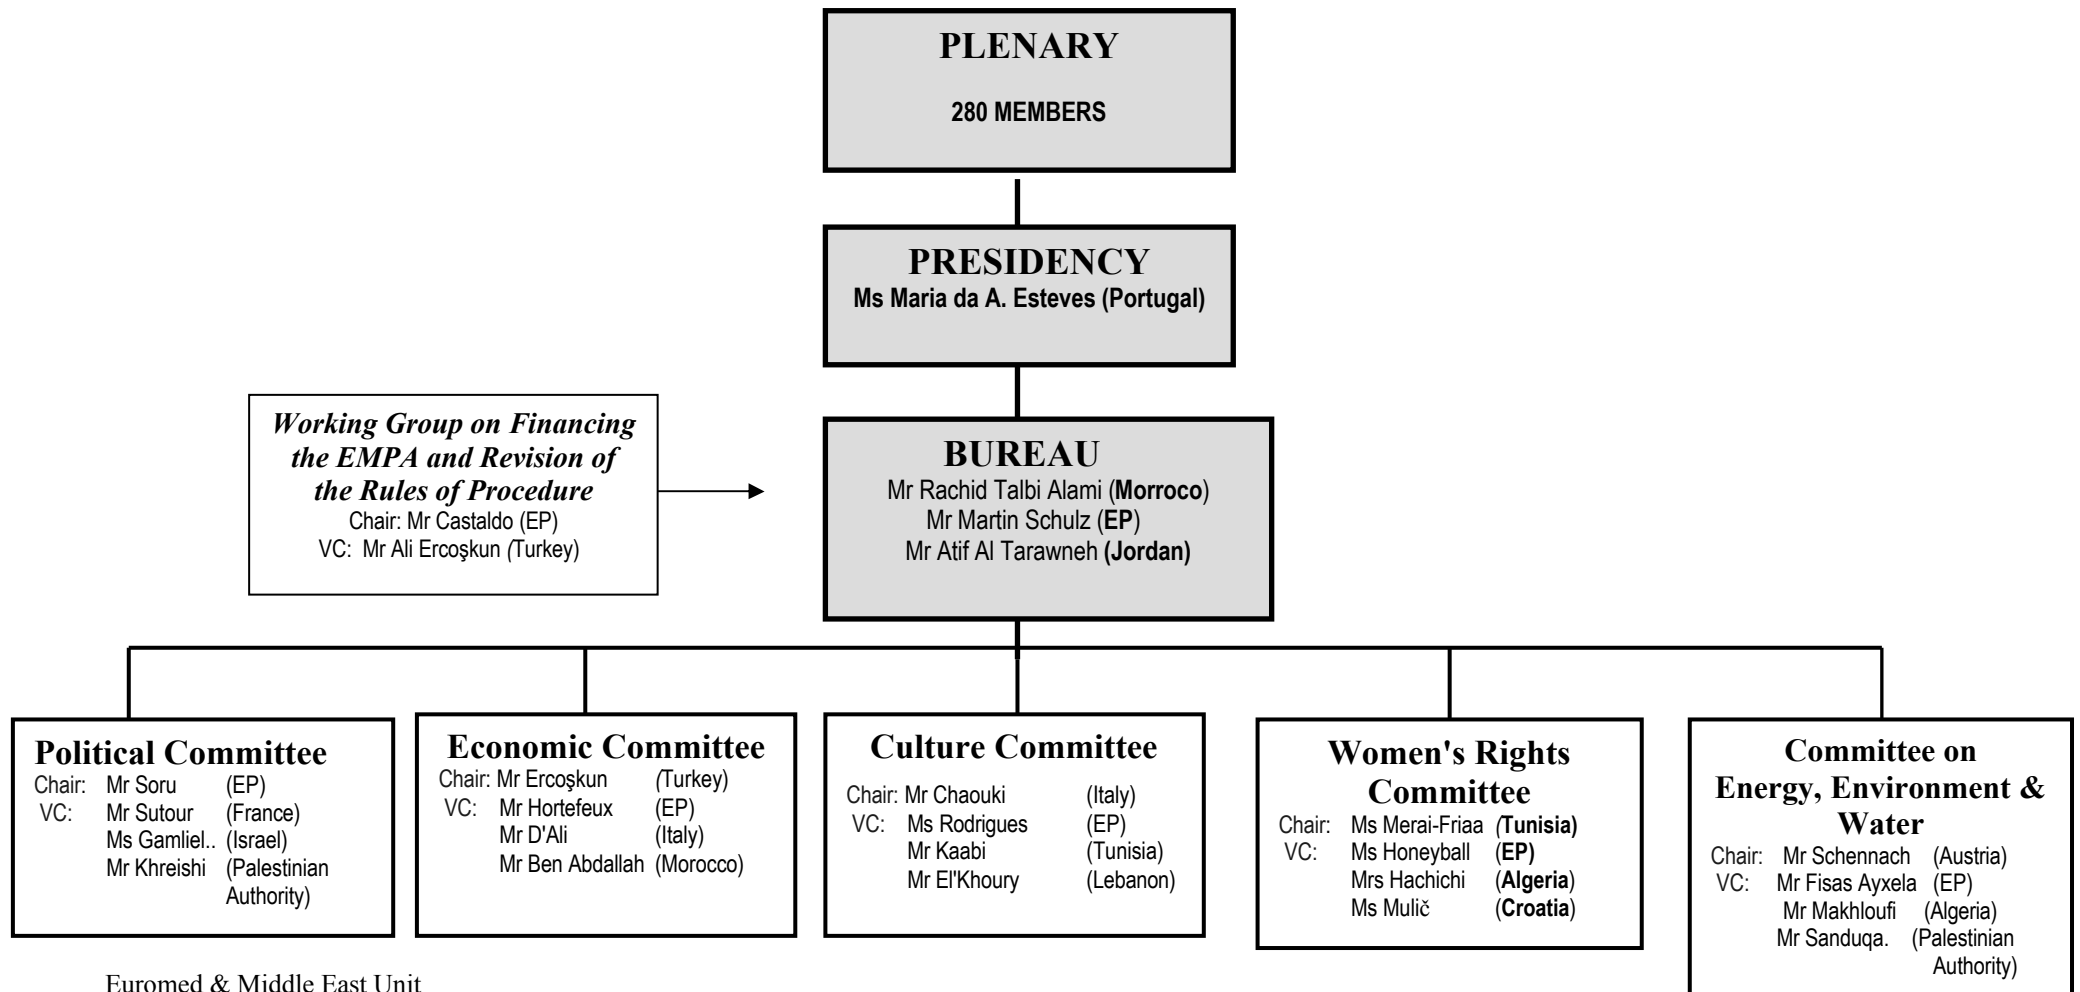 PLENARY
280 MEMBERS
PRESIDENCY
Ms Maria da A. Esteves (Portugal)
Working Group on Financing
the EMPA and Revision of
the Rules of Procedure
Chair: Mr Castaldo (EP)
VC: Mr Ali Ercoşkun (Turkey)
BUREAU
Mr Rachid Talbi Alami (Morroco)
Mr Martin Schulz (EP)
Mr Atif Al Tarawneh (Jordan)
Political Committee
Chair: Mr Soru (EP)
VC: Mr Sutour (France)
Ms Gamliel.. (Israel)
Mr Khreishi (Palestinian
Authority)
Economic Committee
Chair: Mr Ercoşkun (Turkey)
VC: Mr Hortefeux (EP)
Mr D'Ali (Italy)
Mr Ben Abdallah (Morocco)
Culture Committee
Chair: Mr Chaouki (Italy)
VC: Ms Rodrigues (EP)
Mr Kaabi (Tunisia)
Mr El'Khoury (Lebanon)
Women's Rights
Committee
Chair: Ms Merai-Friaa (Tunisia)
VC: Ms Honeyball (EP)
Mrs Hachichi (Algeria)
Ms Mulič (Croatia)
Committee on
Energy, Environment &
Water
Chair: Mr Schennach (Austria)
VC: Mr Fisas Ayxela (EP)
Mr Makhloufi (Algeria)
Mr Sanduqa. (Palestinian
Authority)
Euromed & Middle East Unit